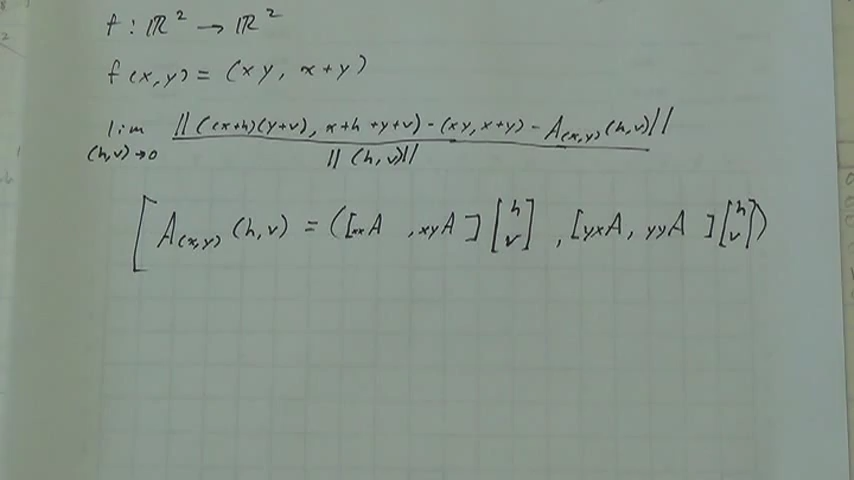 f : ℝ² → ℝ²
f(x,y) = (xy, x+y)
lim (h,v)→0 ||((x+h)(y+v), x+h+y+v) - (xy, x+y) - A(x,y)(h,v)|| / ||(h,v)||
[ A(x,y)(h,v) = ([xxA , xyA ] [h v] , [yxA, yyA ] [h v])